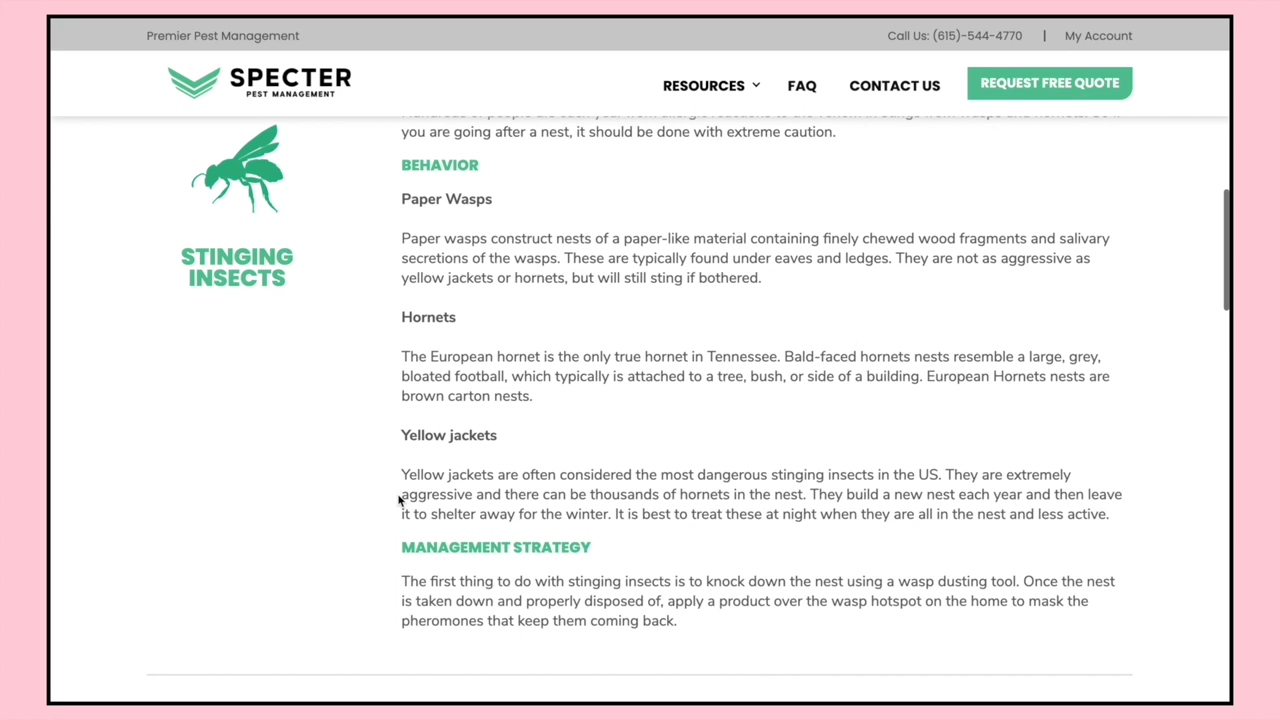 Premier Pest Management
Call Us: (615)-544-4770 | My Account
SPECTER
PEST MANAGEMENT
RESOURCES FAQ CONTACT US REQUEST FREE QUOTE
STINGING
INSECTS
you are going after a nest, it should be done with extreme caution.
BEHAVIOR
Paper Wasps
Paper wasps construct nests of a paper-like material containing finely chewed wood fragments and salivary
secretions of the wasps. These are typically found under eaves and ledges. They are not as aggressive as
yellow jackets or hornets, but will still sting if bothered.
Hornets
The European hornet is the only true hornet in Tennessee. Bald-faced hornets nests resemble a large, grey,
bloated football, which typically is attached to a tree, bush, or side of a building. European Hornets nests are
brown carton nests.
Yellow jackets
Yellow jackets are often considered the most dangerous stinging insects in the US. They are extremely
aggressive and there can be thousands of hornets in the nest. They build a new nest each year and then leave
it to shelter away for the winter. It is best to treat these at night when they are all in the nest and less active.
MANAGEMENT STRATEGY
The first thing to do with stinging insects is to knock down the nest using a wasp dusting tool. Once the nest
is taken down and properly disposed of, apply a product over the wasp hotspot on the home to mask the
pheromones that keep them coming back.